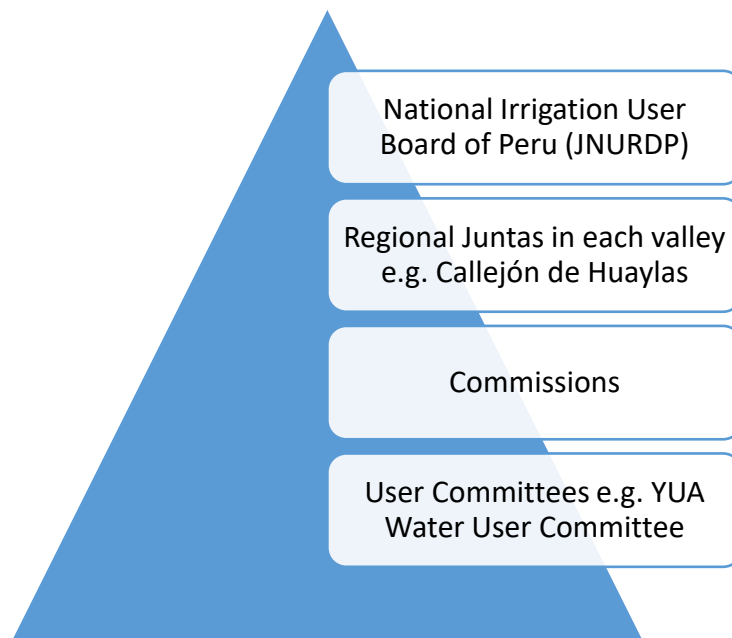 National Irrigation User
Board of Peru (JNURDP)
Regional Juntas in each valley
e.g. Callejón de Huaylas
Commissions
User Committees e.g. YUA
Water User Committee